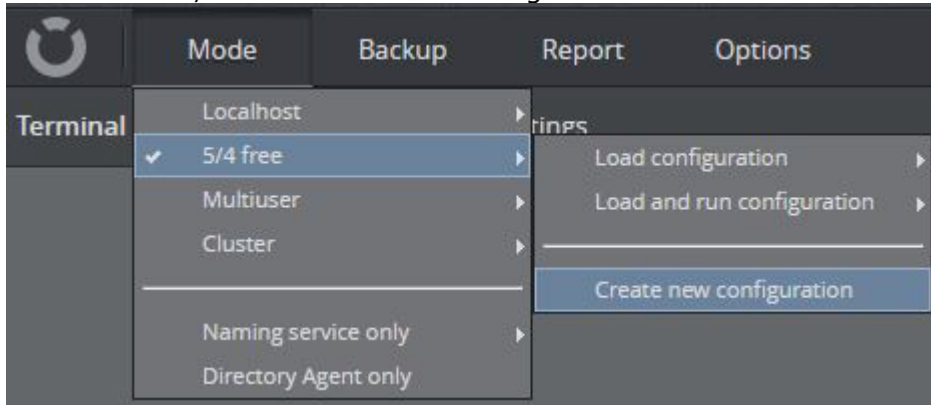 Mode Backup Report Options
Terminal
tings
Localhost
5/4 free
Multiuser
Cluster
Naming service only
Directory Agent only
Load configuration
Load and run configuration
Create new configuration